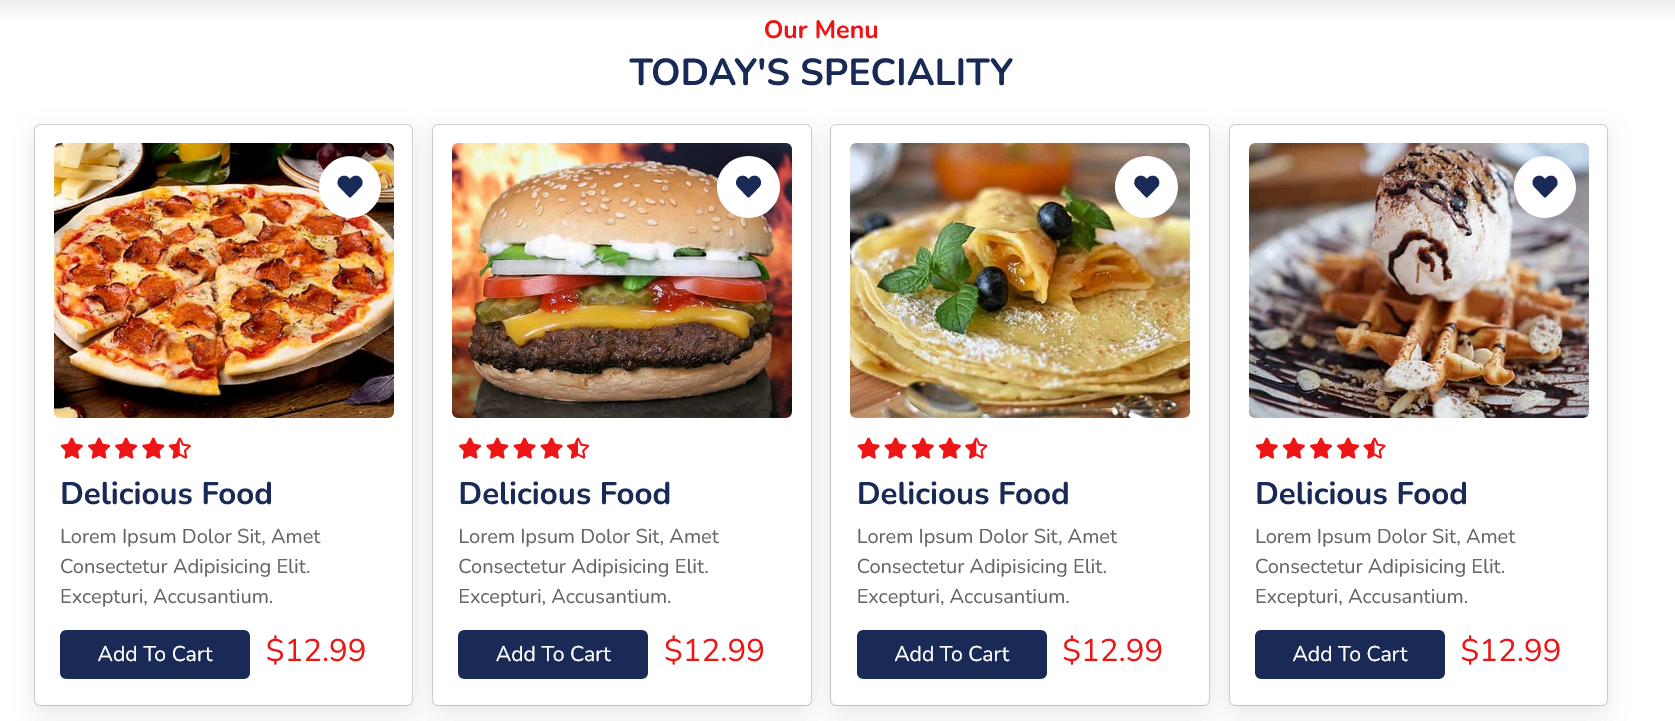 Our Menu
TODAY'S SPECIALITY
Delicious Food
Lorem Ipsum Dolor Sit, Amet
Consectetur Adipisicing Elit.
Excepturi, Accusantium.
Add To Cart $12.99
Delicious Food
Lorem Ipsum Dolor Sit, Amet
Consectetur Adipisicing Elit.
Excepturi, Accusantium.
Add To Cart $12.99
Delicious Food
Lorem Ipsum Dolor Sit, Amet
Consectetur Adipisicing Elit.
Excepturi, Accusantium.
Add To Cart $12.99
Delicious Food
Lorem Ipsum Dolor Sit, Amet
Consectetur Adipisicing Elit.
Excepturi, Accusantium.
Add To Cart $12.99